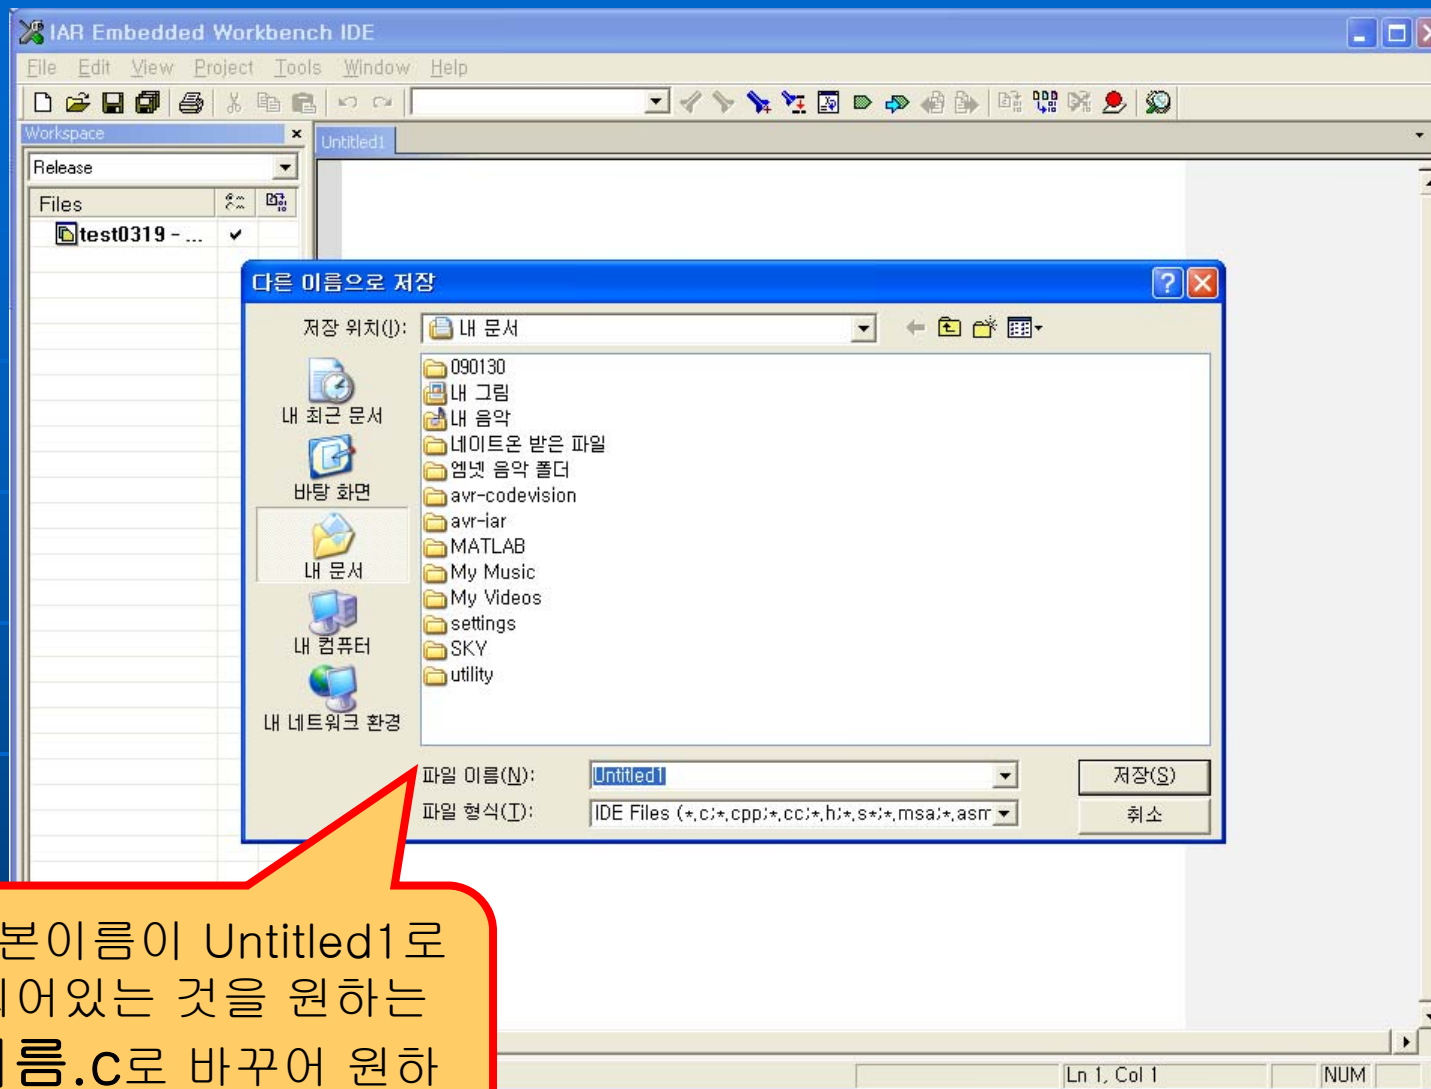 IAR Embedded Workbench IDE
File Edit View Project Tools Window Help
Workspace
Untitled1
Release
Files
test0319 - ...
다른 이름으로 저장
저장 위치(I):
내 문서
090130
내 그림
내 음악
네이트온 받은 파일
엠넷 음악 폴더
avr-codevision
avr-iar
MATLAB
My Music
My Videos
settings
SKY
utility
내 최근 문서
바탕 화면
내 문서
내 컴퓨터
내 네트워크 환경
파일 이름(N):
Untitled1
저장(S)
파일 형식(T):
IDE Files (*.c;*.cpp;*.cc;*.h;*.s*;*.msa;*.asm
취소
본이름이 Untitled1로
되어있는 것을 원하는
이름.c로 바꾸어 원하
Ln 1, Col 1
NUM